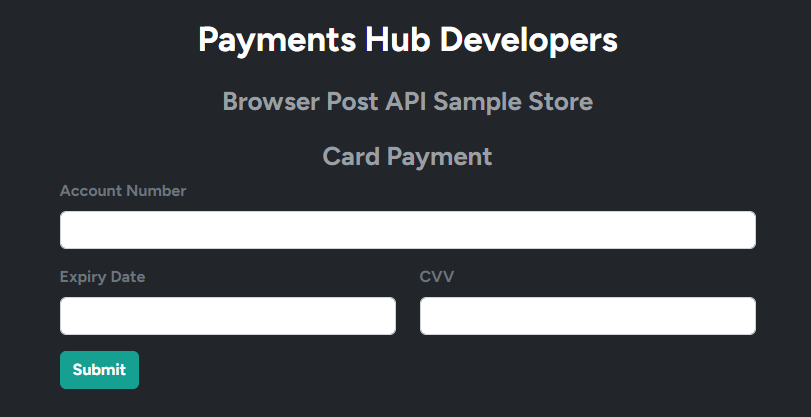 Payments Hub Developers
Browser Post API Sample Store
Card Payment
Account Number
Expiry Date CVV
Submit